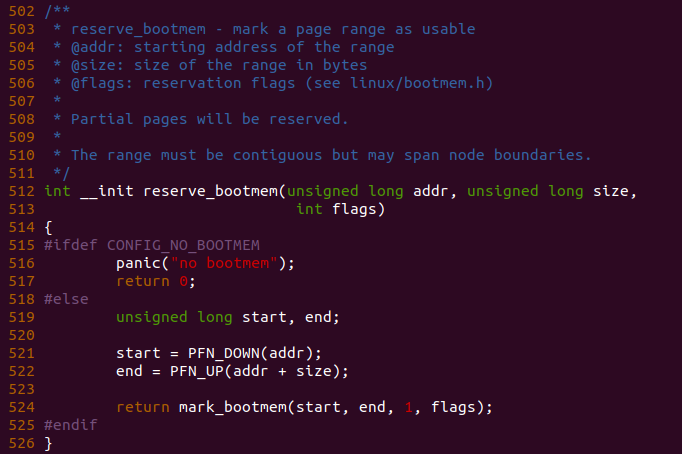 502 /**
503  * reserve_bootmem - mark a page range as usable
504  * @addr: starting address of the range
505  * @size: size of the range in bytes
506  * @flags: reservation flags (see linux/bootmem.h)
507  *
508  * Partial pages will be reserved.
509  *
510  * The range must be contiguous but may span node boundaries.
511  */
512 int __init reserve_bootmem(unsigned long addr, unsigned long size,
513                             int flags)
514 {
515 #ifdef CONFIG_NO_BOOTMEM
516         panic("no bootmem");
517         return 0;
518 #else
519         unsigned long start, end;
520
521         start = PFN_DOWN(addr);
522         end = PFN_UP(addr + size);
523
524         return mark_bootmem(start, end, 1, flags);
525 #endif
526 }